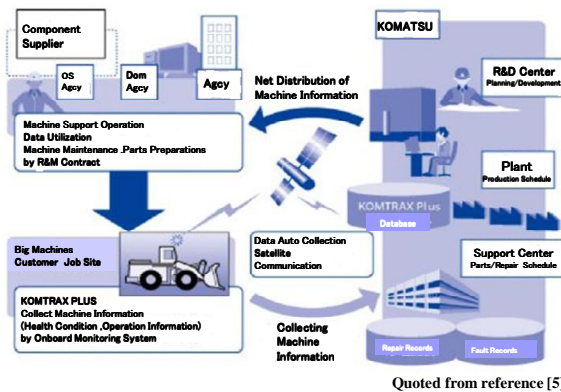 Component
Supplier
OS
Agcy
Dom
Agcy
Agcy
Machine Support Operation
Data Utilization
Machine Maintenance .Parts Preparations
by R&M Contract
Net Distribution of
Machine Information
KOMATSU
R&D Center
Planning/Development
Plant
Production Schedule
KOMTRAX Plus
Database
Support Center
Parts/Repair Schedule
Repair Records
Fault Records
Data Auto Collection
Satellite
Communication
Big Machines
Customer Job Site
KOMTRAX PLUS
Collect Machine Information
(Health Condition ,Operation Information)
by Onboard Monitoring System
Collecting
Machine
Information
Quoted from reference [5]